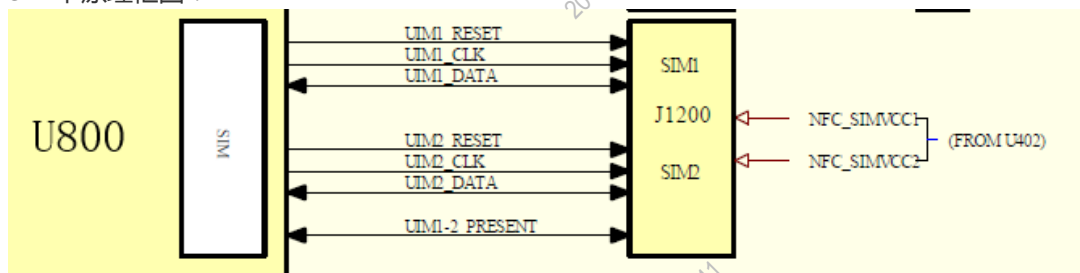 UIM1_RESET
UIM1_CLK
UIM1_DATA
SIM1
J1200
NFC_SIMVCC1
U800
SIM
UIM2_RESET
UIM2_CLK
UIM2_DATA
SIM2
NFC_SIMVCC2
(FROM U402)
UIM1-2_PRESENT